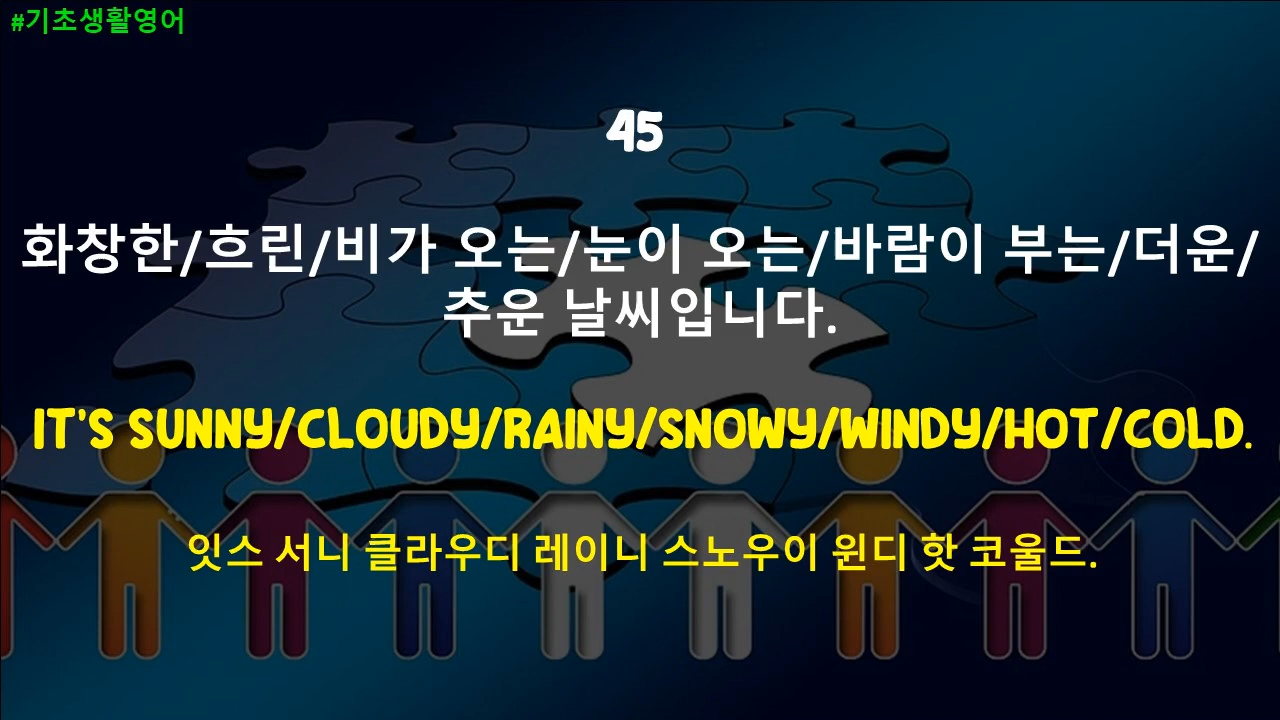 #기초생활영어
45
화창한/흐린/비가 오는/눈이 오는/바람이 부는/더운/
추운 날씨입니다.
IT'S SUNNY/CLOUDY/RAINY/SNOWY/WINDY/HOT/COLD.
잇스 서니 클라우디 레이니 스노우이 윈디 핫 코울드.